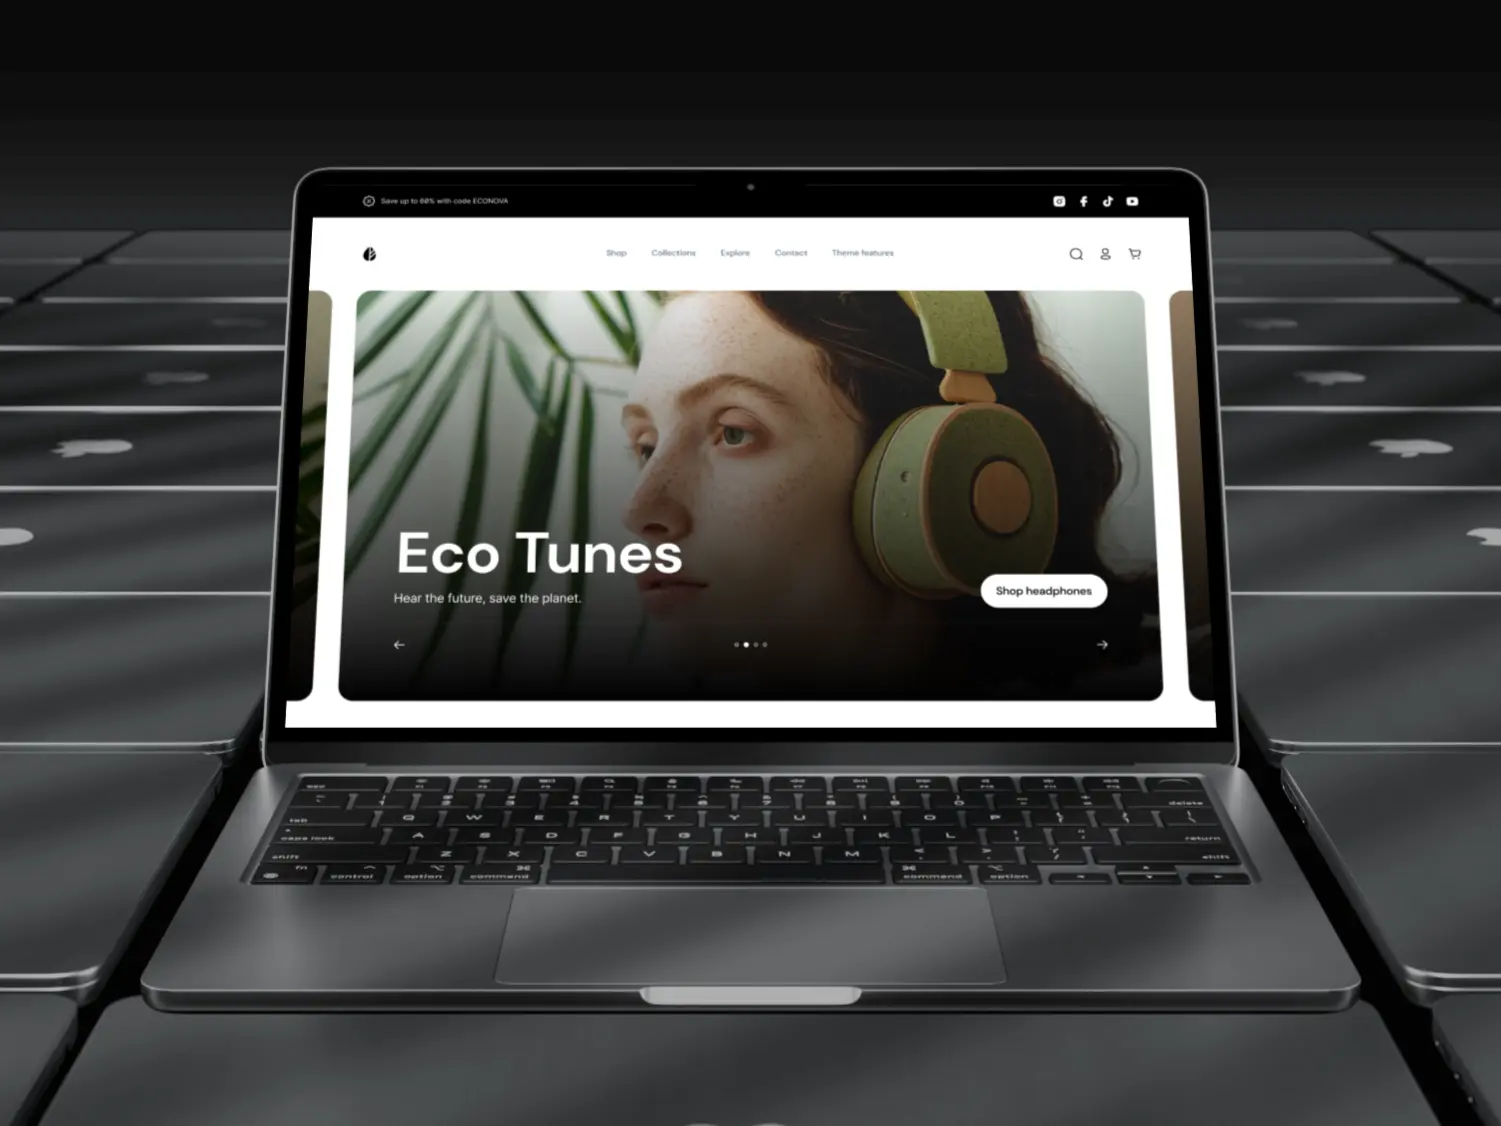 Save up to 60% with code ECONOVA
Shop Collections Explore Contact Theme features
Eco Tunes
Hear the future, save the planet.
Shop headphones
delete
tab Q W E R T Y U I O P
caps lock A S D F G H J K L return
shift Z X C V B N M shift
fn control option command command option